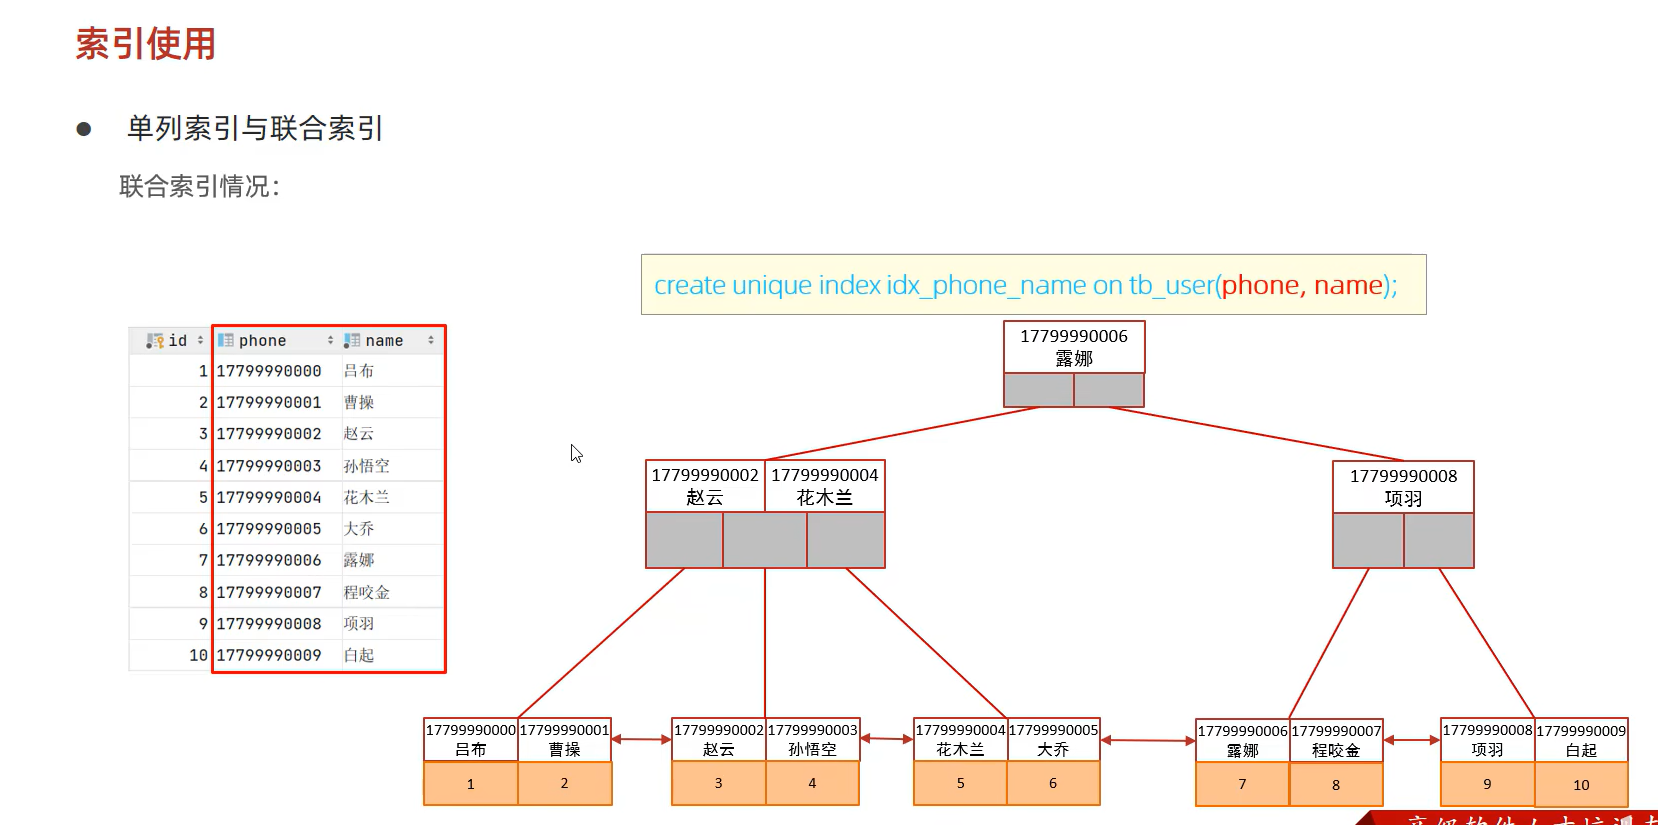 索引使用
● 单列索引与联合索引
联合索引情况：
create unique index idx_phone_name on tb_user(phone, name);
id phone name
1 17799990000 吕布
2 17799990001 曹操
3 17799990002 赵云
4 17799990003 孙悟空
5 17799990004 花木兰
6 17799990005 大乔
7 17799990006 露娜
8 17799990007 程咬金
9 17799990008 项羽
10 17799990009 白起
17799990006
露娜
17799990002 17799990004
赵云 花木兰
17799990008
项羽
17799990000 17799990001 17799990002 17799990003 17799990004 17799990005 17799990006 17799990007 17799990008 17799990009
吕布 曹操 赵云 孙悟空 花木兰 大乔 露娜 程咬金 项羽 白起
1 2 3 4 5 6 7 8 9 10